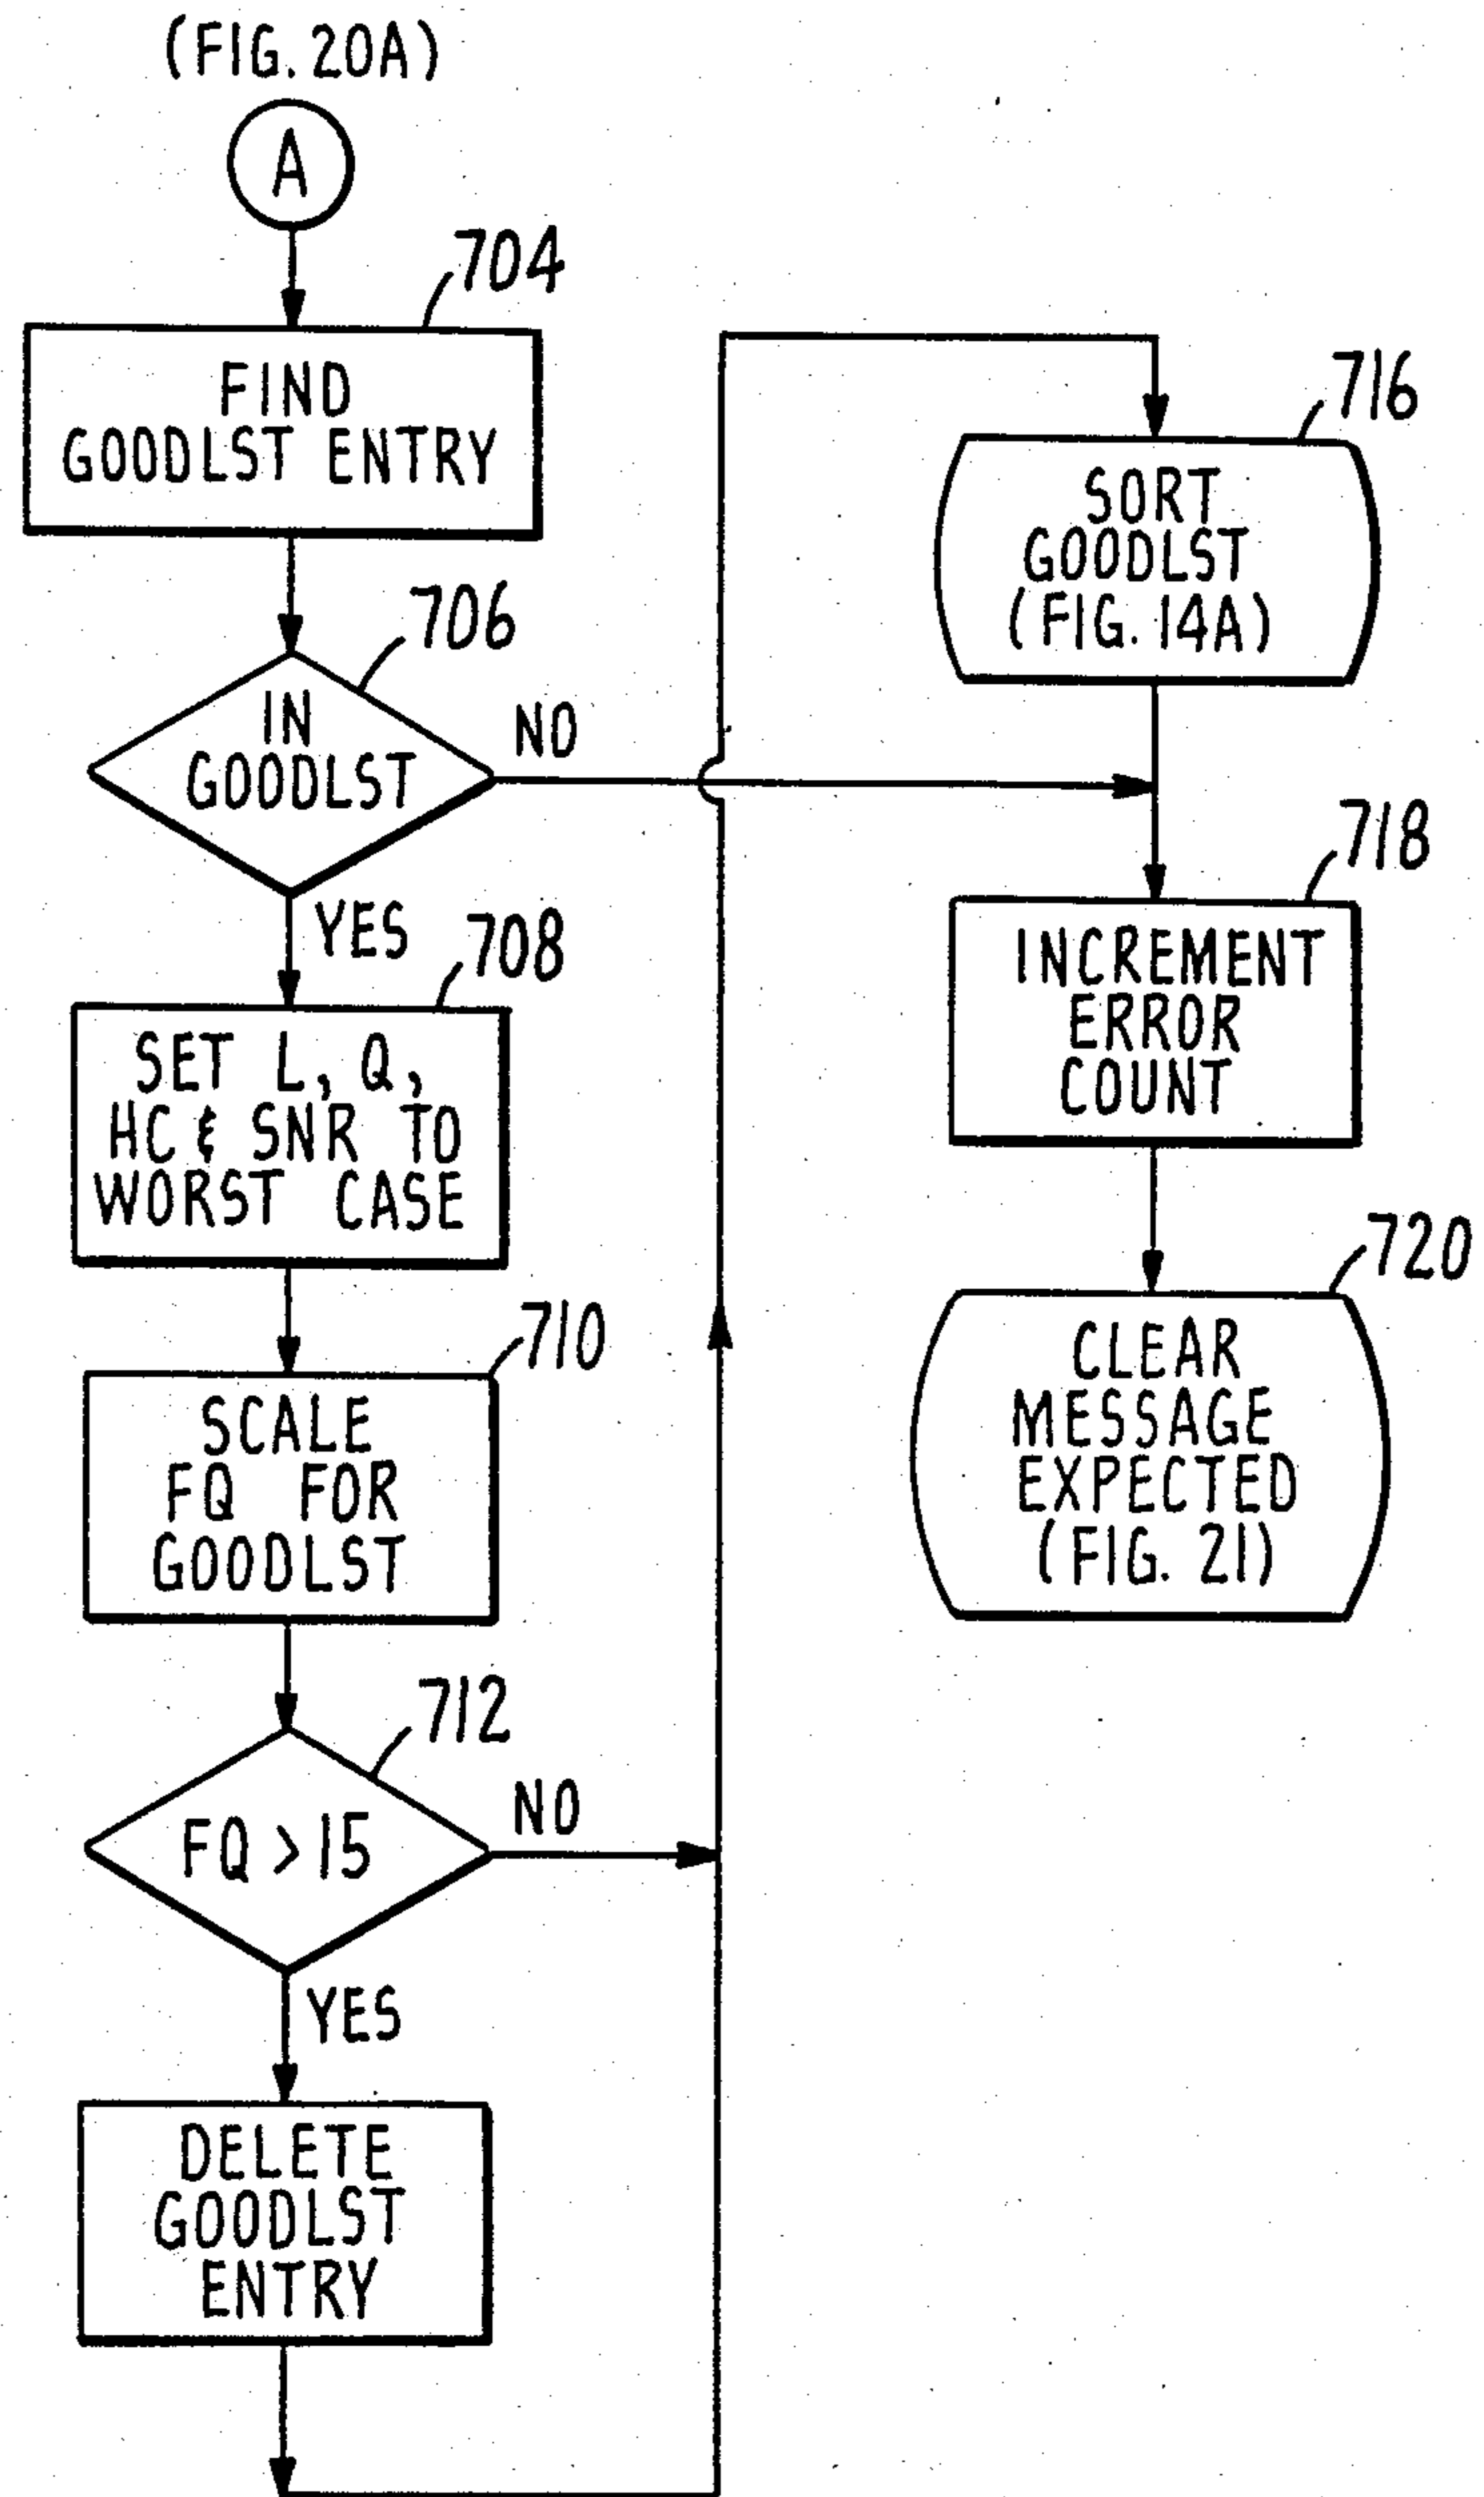 (FIG. 20A)
A
704
FIND
GOODLST ENTRY
706
IN
GOODLST
NO
YES
708
SET L, Q,
HC & SNR TO
WORST CASE
710
SCALE
FQ FOR
GOODLST
712
FQ > 15
NO
YES
DELETE
GOODLST
ENTRY
716
SORT
GOODLST
(FIG. 14A)
718
INCREMENT
ERROR
COUNT
720
CLEAR
MESSAGE
EXPECTED
(FIG. 21)